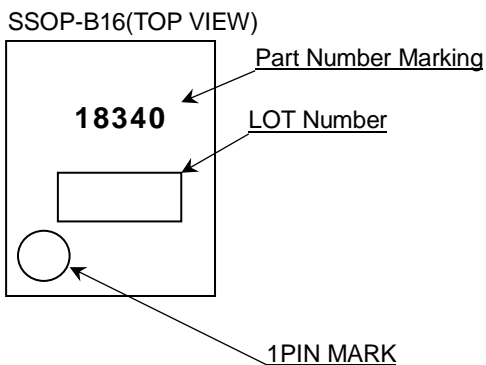 SSOP-B16(TOP VIEW)
Part Number Marking
18340
LOT Number
1PIN MARK